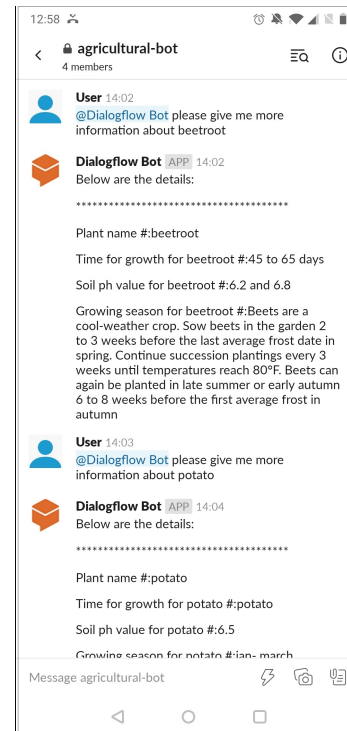 12:58
agricultural-bot
4 members
User 14:02
@Dialogflow Bot please give me more
information about beetroot
Dialogflow Bot APP 14:02
Below are the details:
***************************************
Plant name #:beetroot
Time for growth for beetroot #:45 to 65 days
Soil ph value for beetroot #:6.2 and 6.8
Growing season for beetroot #:Beets are a
cool-weather crop. Sow beets in the garden 2
to 3 weeks before the last average frost date in
spring. Continue succession plantings every 3
weeks until temperatures reach 80°F. Beets can
again be planted in late summer or early autumn
6 to 8 weeks before the first average frost in
autumn
User 14:03
@Dialogflow Bot please give me more
information about potato
Dialogflow Bot APP 14:04
Below are the details:
***************************************
Plant name #:potato
Time for growth for potato #:potato
Soil ph value for potato #:6.5
Growing season for potato #:jan- march
Message agricultural-bot